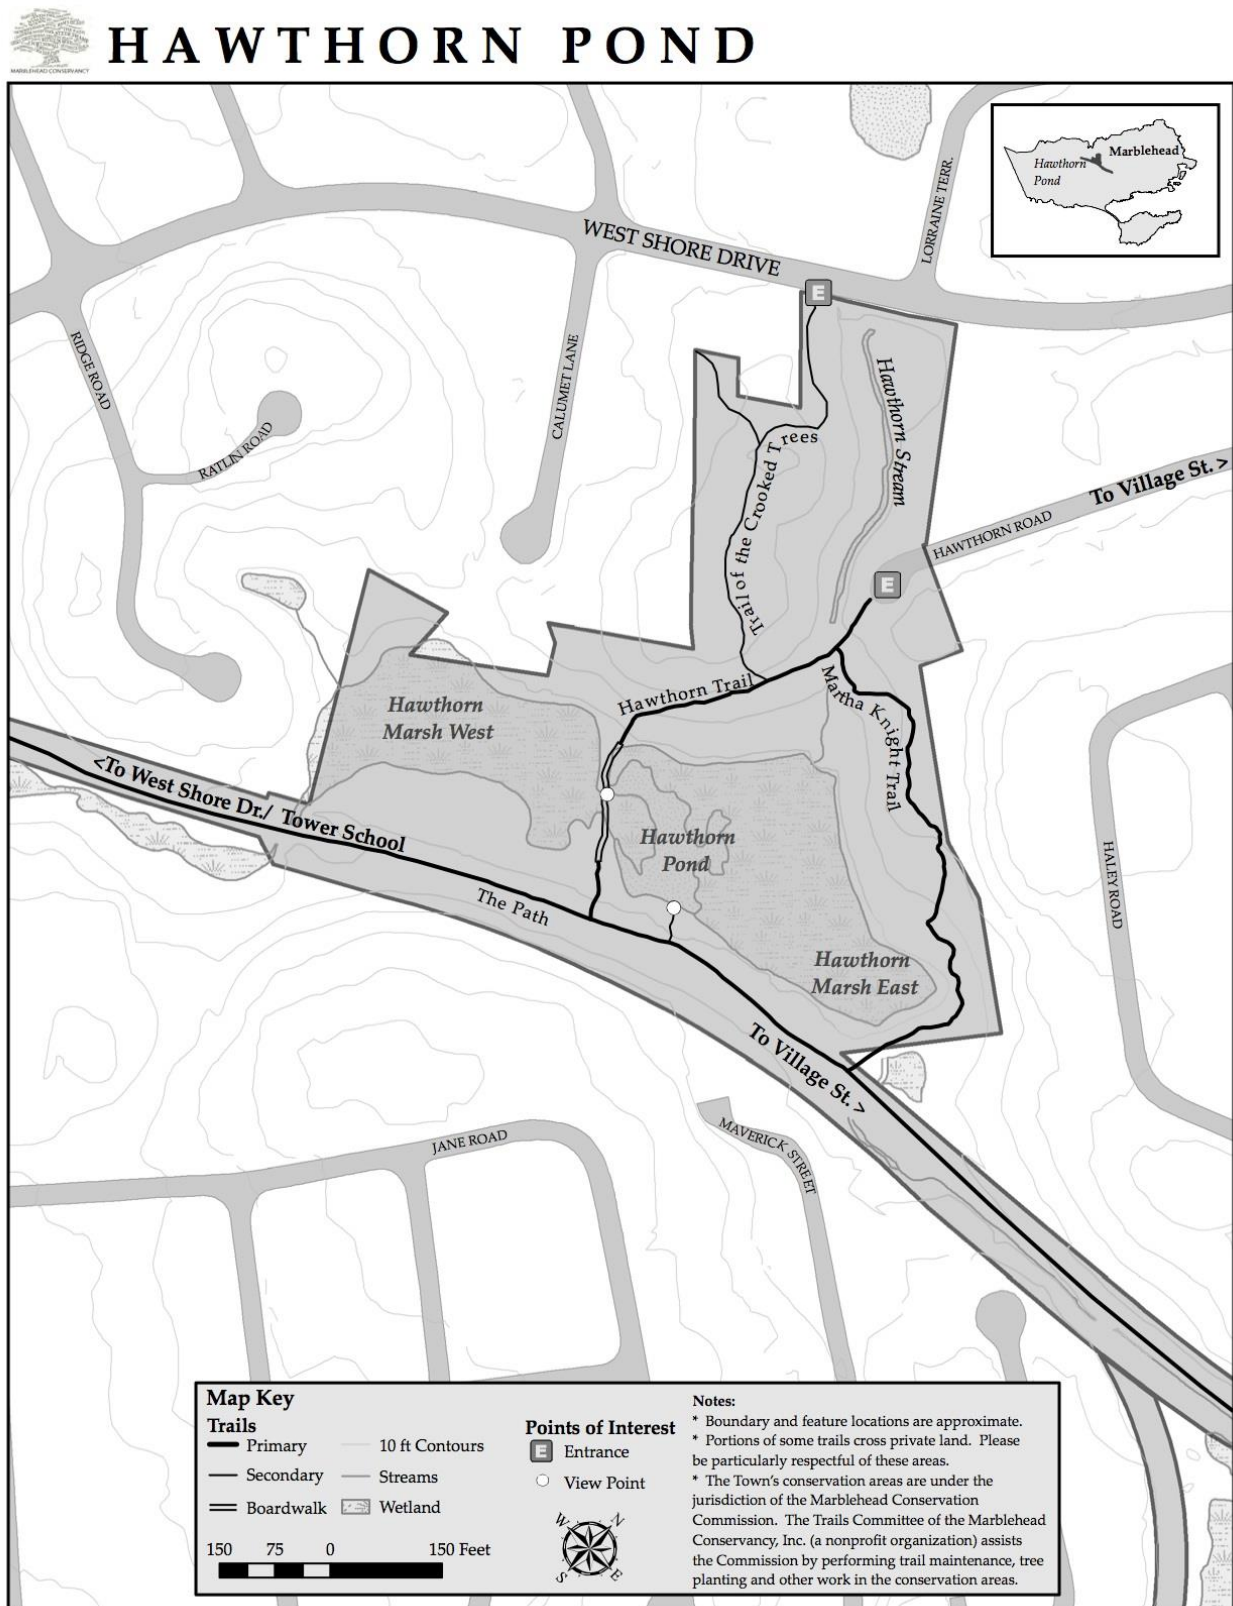 MARBLEHEAD CONSERVANCY
HAWTHORN POND
Hawthorn
Pond
Marblehead
LORRAINE TERR.
WEST SHORE DRIVE
E
RIDGE ROAD
RATLIN ROAD
CALUMET LANE
Hawthorn Stream
Trail of the Crooked Trees
To Village St. >
HAWTHORN ROAD
E
Hawthorn
Marsh West
Hawthorn Trail
Martha Knight Trail
<To West Shore Dr./ Tower School
The Path
Hawthorn
Pond
Hawthorn
Marsh East
HALEY ROAD
To Village St. >
MAVERICK STREET
JANE ROAD
Map Key
Trails
Primary
Secondary
Boardwalk
10 ft Contours
Streams
Wetland
150 75 0 150 Feet
Points of Interest
E Entrance
View Point
W N
S E
Notes:
* Boundary and feature locations are approximate.
* Portions of some trails cross private land. Please
be particularly respectful of these areas.
* The Town's conservation areas are under the
jurisdiction of the Marblehead Conservation
Commission. The Trails Committee of the Marblehead
Conservancy, Inc. (a nonprofit organization) assists
the Commission by performing trail maintenance, tree
planting and other work in the conservation areas.